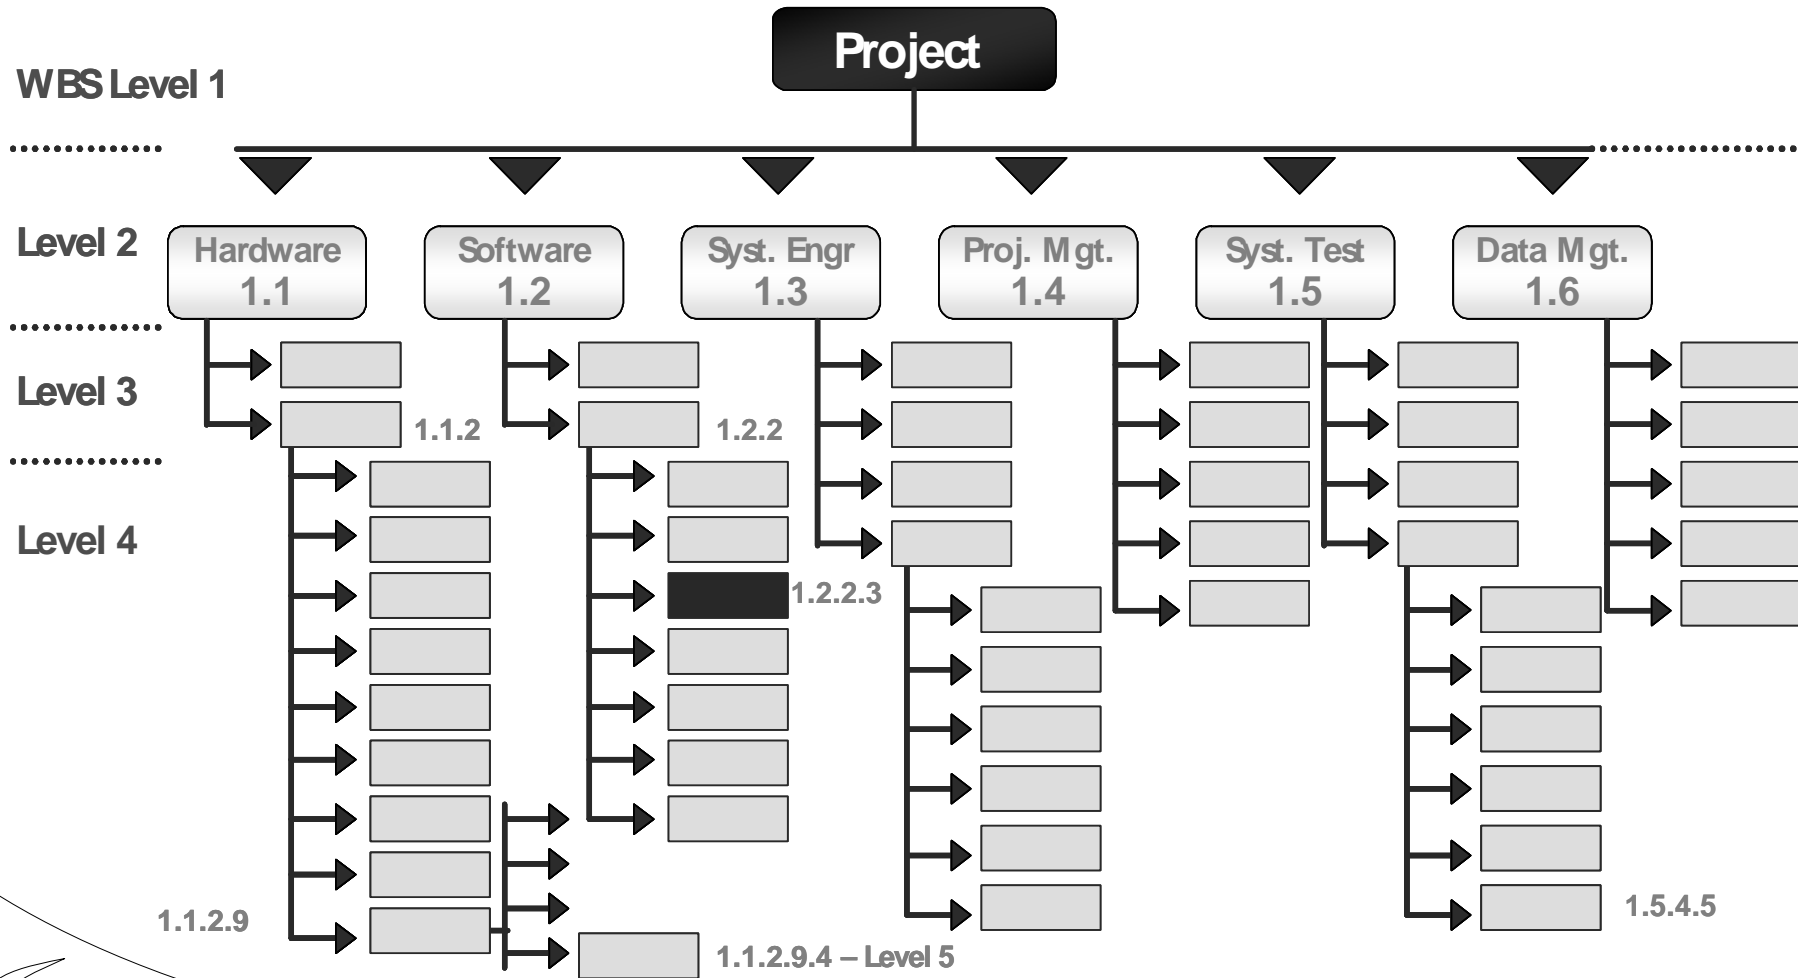 Project
WBS Level 1
Level 2
Hardware
1.1
Software
1.2
Syst. Engr
1.3
Proj. Mgt.
1.4
Syst. Test
1.5
Data Mgt.
1.6
Level 3
1.1.2
1.2.2
Level 4
1.2.2.3
1.1.2.9
1.5.4.5
1.1.2.9.4 – Level 5